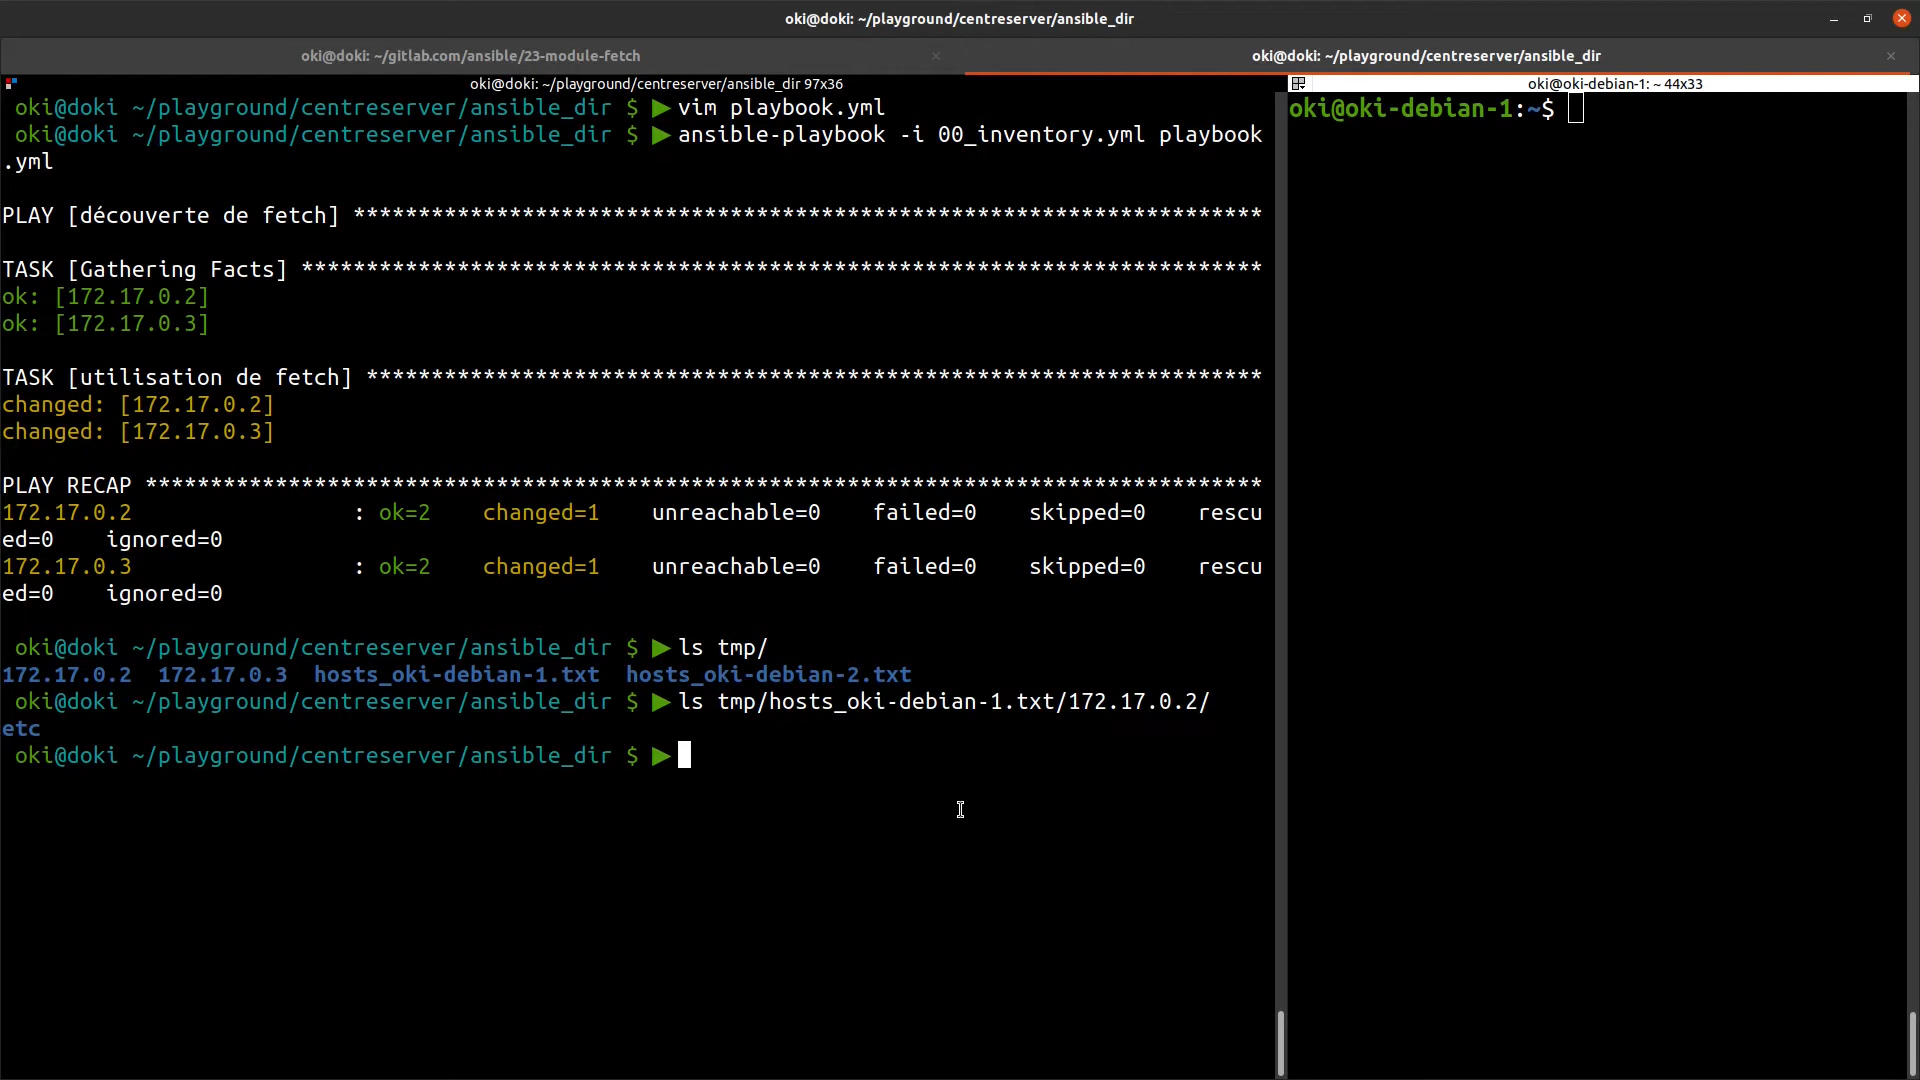 oki@doki: ~/playground/centreserver/ansible_dir
oki@doki: ~/gitlab.com/ansible/23-module-fetch
oki@doki: ~/playground/centreserver/ansible_dir
oki@doki: ~/playground/centreserver/ansible_dir 97x36
oki@doki ~/playground/centreserver/ansible_dir $ ▶ vim playbook.yml
oki@doki ~/playground/centreserver/ansible_dir $ ▶ ansible-playbook -i 00_inventory.yml playbook
.yml
PLAY [découverte de fetch] **********************************************************************
TASK [Gathering Facts] **************************************************************************
ok: [172.17.0.2]
ok: [172.17.0.3]
TASK [utilisation de fetch] *********************************************************************
changed: [172.17.0.2]
changed: [172.17.0.3]
PLAY RECAP **************************************************************************************
172.17.0.2                 : ok=2    changed=1    unreachable=0    failed=0    skipped=0    rescu
ed=0    ignored=0
172.17.0.3                 : ok=2    changed=1    unreachable=0    failed=0    skipped=0    rescu
ed=0    ignored=0
oki@doki ~/playground/centreserver/ansible_dir $ ▶ ls tmp/
172.17.0.2  172.17.0.3  hosts_oki-debian-1.txt  hosts_oki-debian-2.txt
oki@doki ~/playground/centreserver/ansible_dir $ ▶ ls tmp/hosts_oki-debian-1.txt/172.17.0.2/
etc
oki@doki ~/playground/centreserver/ansible_dir $ ▶
oki@oki-debian-1: ~ 44x33
oki@oki-debian-1:~$